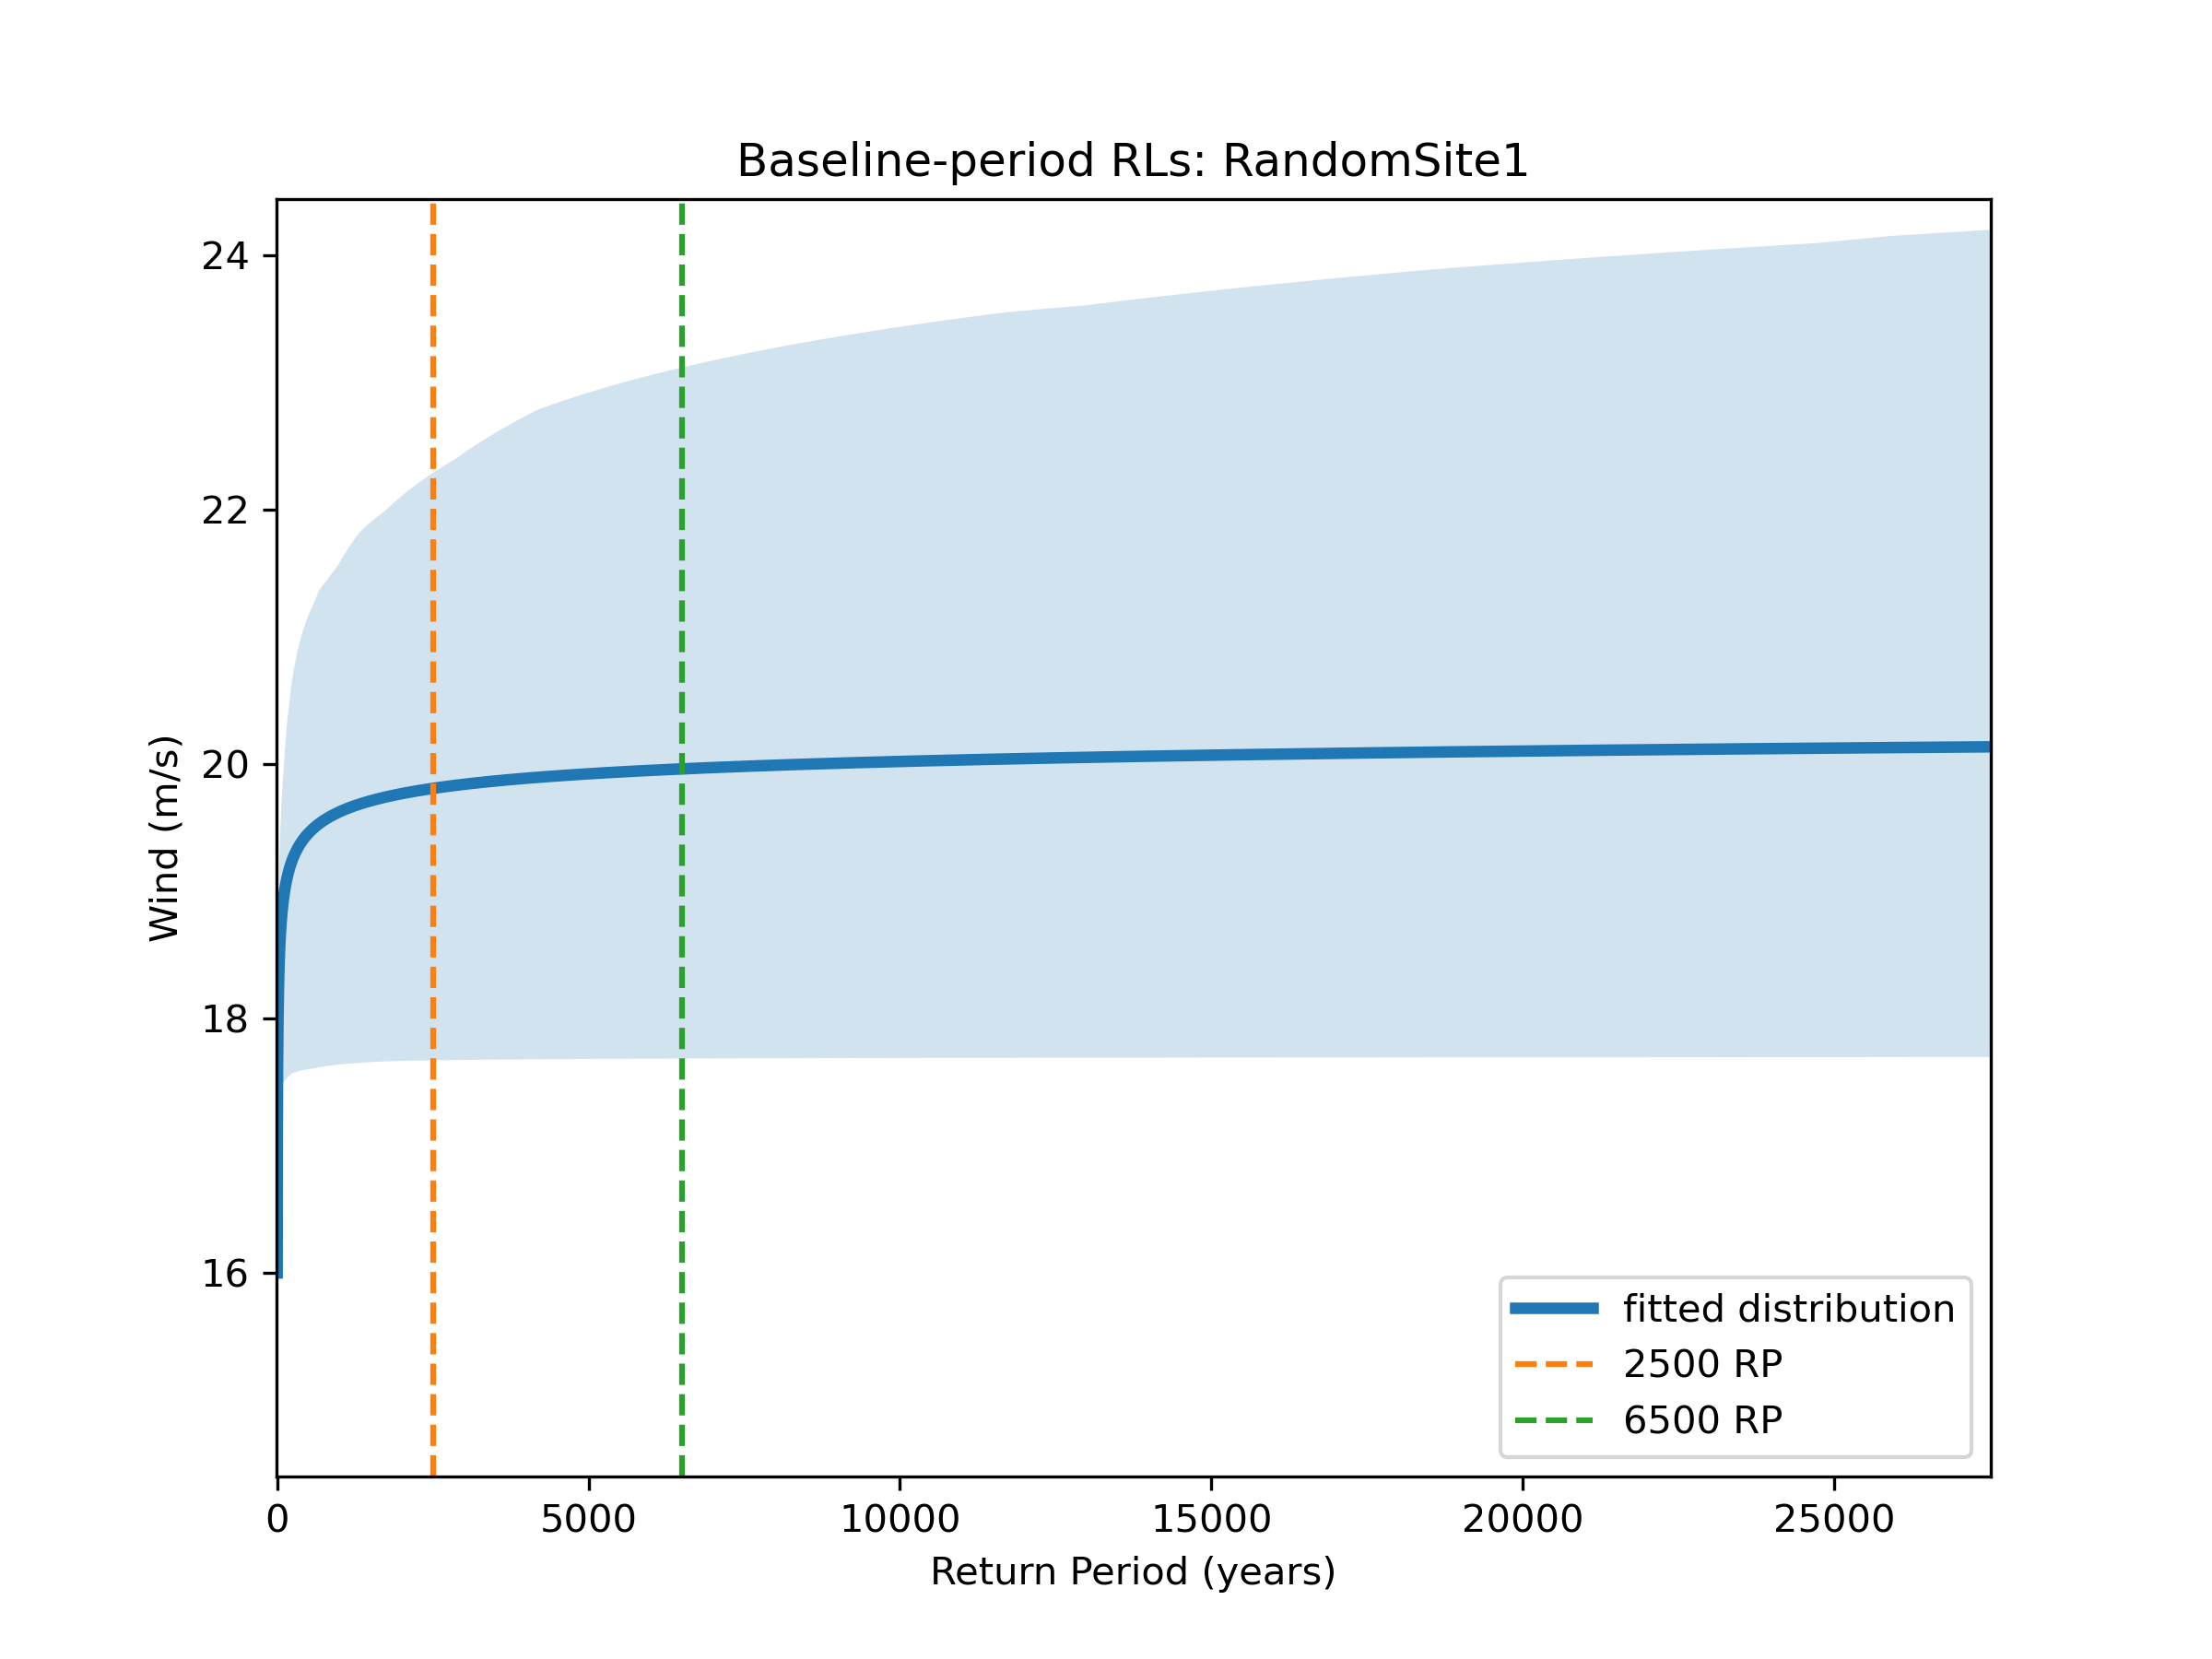 Baseline-period RLs: RandomSite1
24
22
20
18
16
Wind (m/s)
fitted distribution
2500 RP
6500 RP
0 5000 10000 15000 20000 25000
Return Period (years)